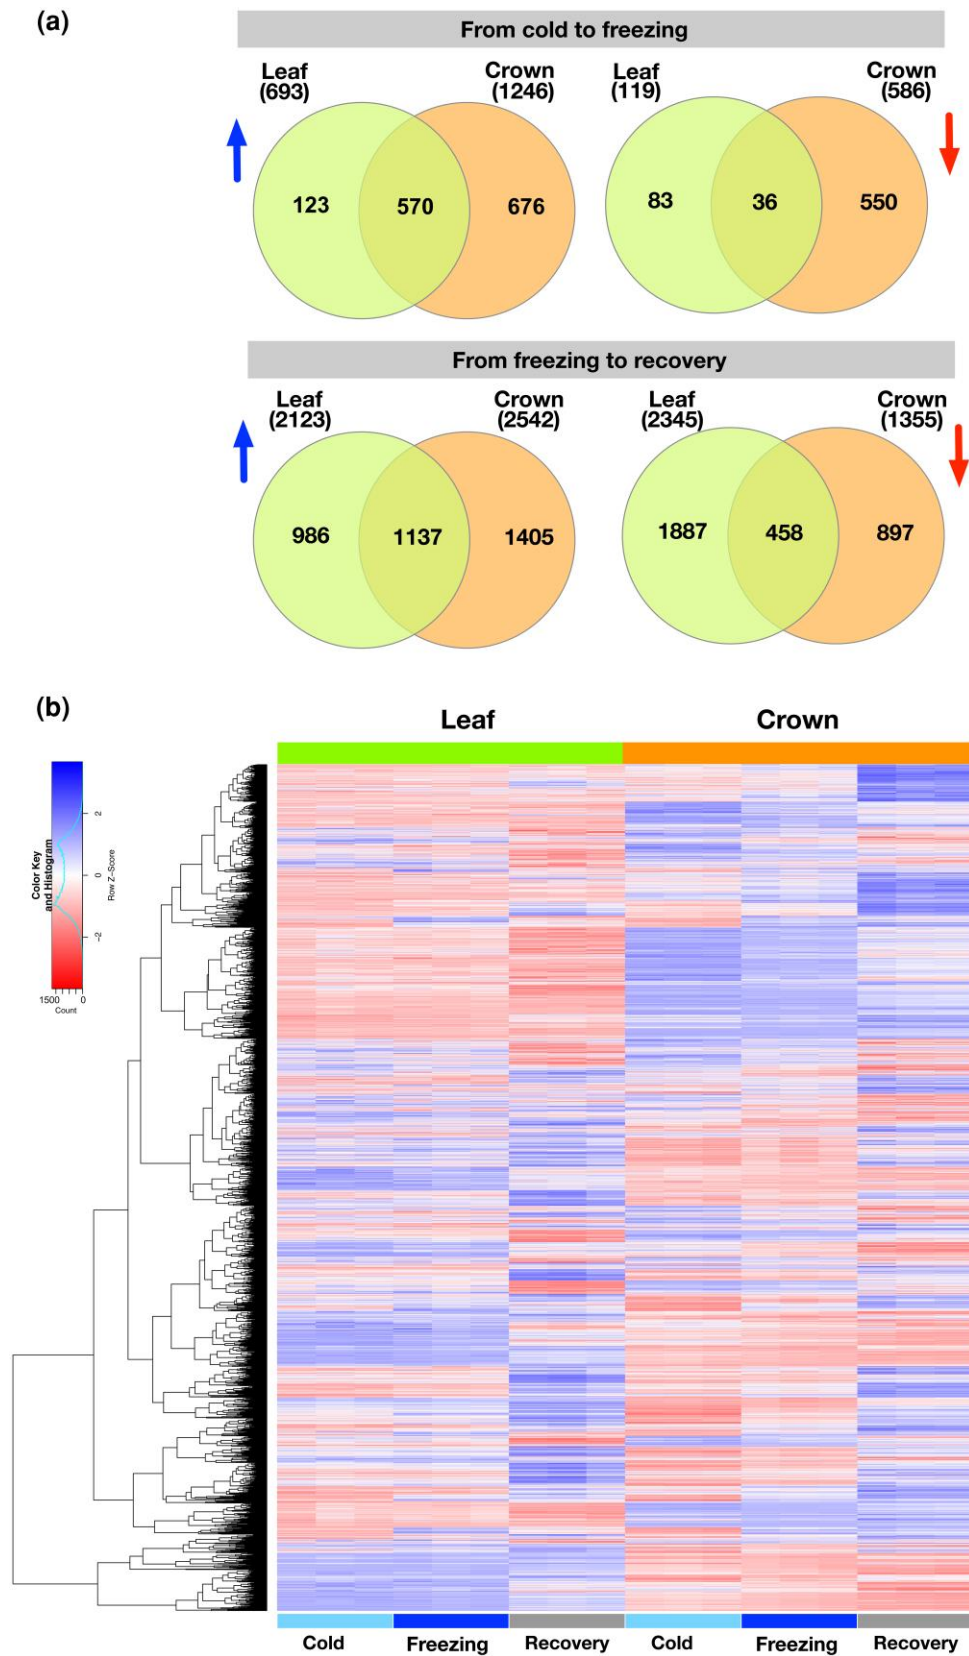 (a)
From cold to freezing
Leaf
(693)
Crown
(1246)
Leaf
(119)
Crown
(586)
123
570
676
83
36
550
From freezing to recovery
Leaf
(2123)
Crown
(2542)
Leaf
(2345)
Crown
(1355)
986
1137
1405
1887
458
897
(b)
Leaf
Crown
Color Key
and Histogram
Row Z-Score
2
0
-2
1500
0
Count
Cold
Freezing
Recovery
Cold
Freezing
Recovery